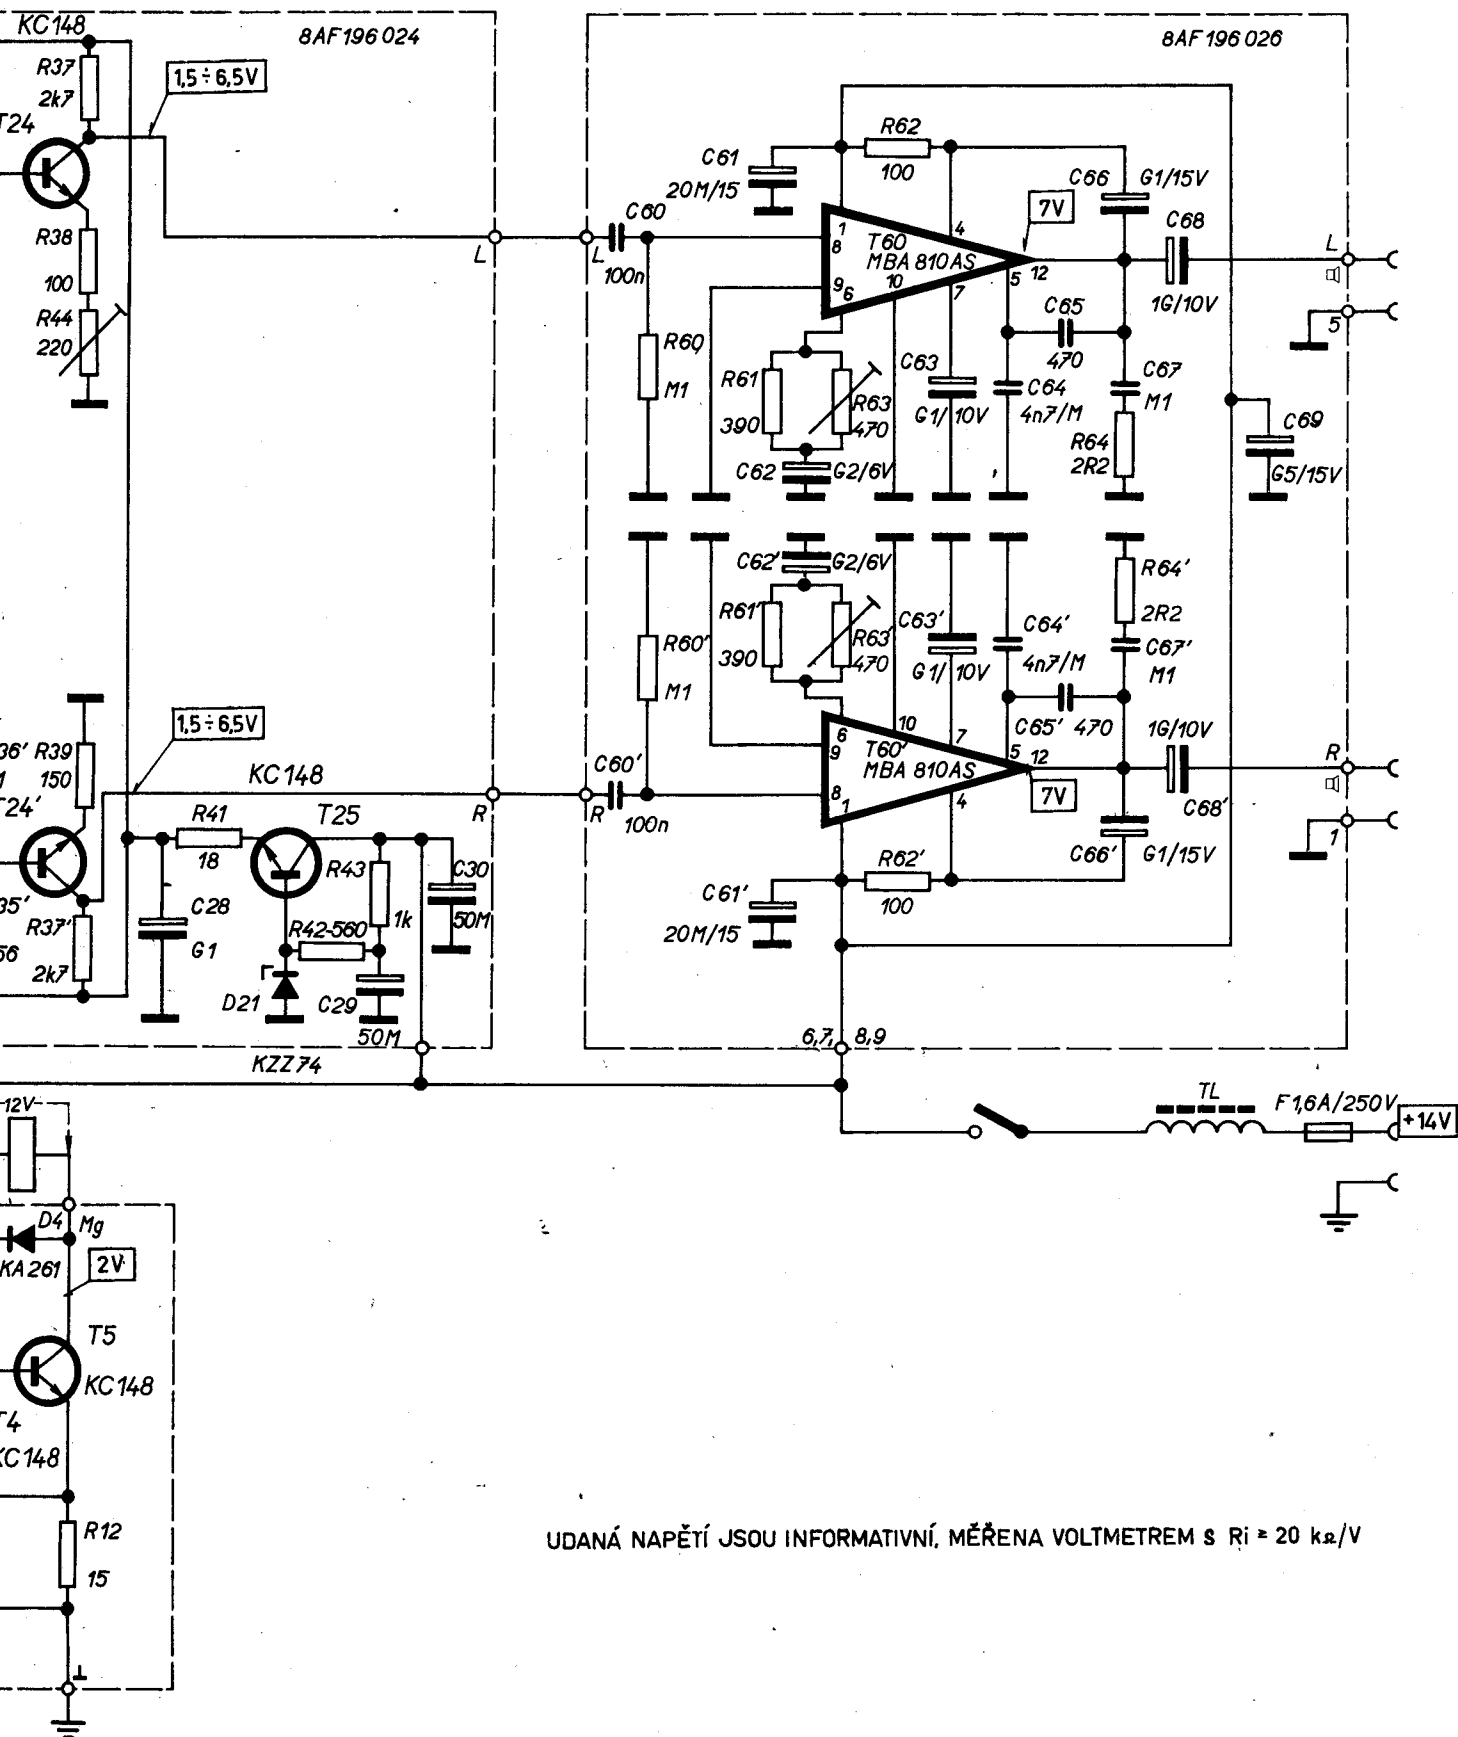 KC148
8AF196 024
8AF196 026
R37
2k7
1,5÷6,5V
T24
R38
100
R44
220
L
L
C60
100n
C61
20M/15
R62
100
C66
G1/15V
7V
C68
1G/10V
1
8
9
6
4
T60
MBA 810AS
10
7
5
12
L
5
R60
M1
R61
390
R63
470
C63
G1/10V
C65
470
C64
4n7/M
C67
M1
R64
2R2
C69
G5/15V
C62
G2/6V
C62'
G2/6V
R61'
390
R63'
470
C63'
G1/10V
C64'
4n7/M
R64'
2R2
C67'
M1
R60'
M1
C65'
470
1G/10V
C68'
6
9
8
1
10
7
T60'
MBA 810AS
5
12
4
7V
R
1
36'
R39
150
1,5÷6,5V
T24'
KC148
R
R
C60'
100n
R41
18
T25
R43
1k
C30
50M
35'
R37'
56
2k7
C28
G1
R42-560
D21
C29
50M
KZZ74
C61'
20M/15
R62'
100
C66'
G1/15V
6,7, 8,9
TL
F1,6A/250V
+14V
12V
D4
Mg
KA261
2V
T5
KC148
T4
KC148
R12
15
UDANÁ NAPĚTÍ JSOU INFORMATIVNÍ, MĚŘENA VOLTMETREM S Ri = 20 kΩ/V